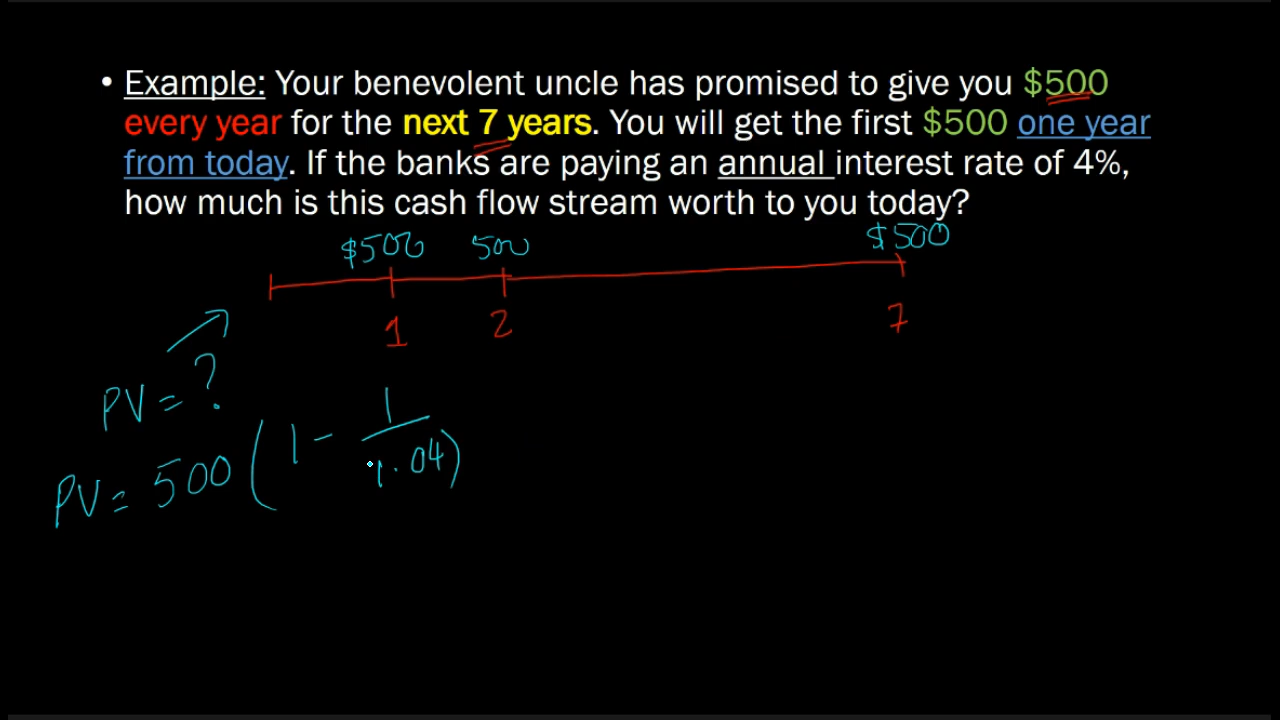 • Example: Your benevolent uncle has promised to give you $500
every year for the next 7 years. You will get the first $500 one year
from today. If the banks are paying an annual interest rate of 4%,
how much is this cash flow stream worth to you today?
$500 500 $500
1 2 7
PV = ?
PV = 500 ( 1 - 1 / 1.04 )